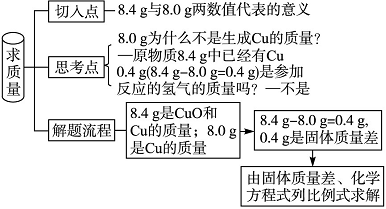 求质量
切入点
8.4 g与8.0 g两数值代表的意义
思考点
8.0 g为什么不是生成Cu的质量?
—原物质8.4 g中已经有Cu
0.4 g(8.4 g-8.0 g=0.4 g)是参加
反应的氢气的质量吗?—不是
解题流程
8.4 g是CuO和
Cu的质量;8.0 g
是Cu的质量
8.4 g-8.0 g=0.4 g,
0.4 g是固体质量差
由固体质量差、化学
方程式列比例式求解